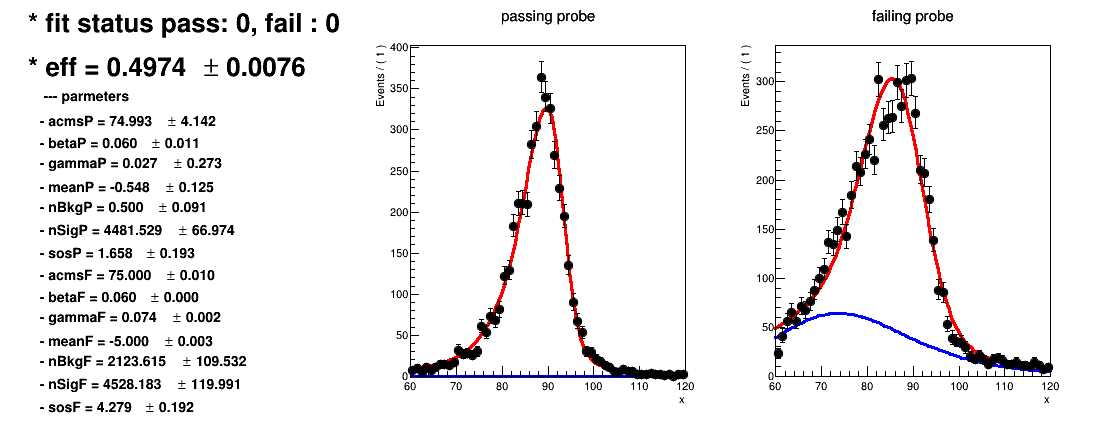 * fit status pass: 0, fail : 0
* eff = 0.4974 ± 0.0076
--- parmeters
- acmsP = 74.993 ± 4.142
- betaP = 0.060 ± 0.011
- gammaP = 0.027 ± 0.273
- meanP = -0.548 ± 0.125
- nBkgP = 0.500 ± 0.091
- nSigP = 4481.529 ± 66.974
- sosP = 1.658 ± 0.193
- acmsF = 75.000 ± 0.010
- betaF = 0.060 ± 0.000
- gammaF = 0.074 ± 0.002
- meanF = -5.000 ± 0.003
- nBkgF = 2123.615 ± 109.532
- nSigF = 4528.183 ± 119.991
- sosF = 4.279 ± 0.192
passing probe
Events / ( 1 )
400
350
300
250
200
150
100
50
0
60 70 80 90 100 110 120
x
failing probe
Events / ( 1 )
300
250
200
150
100
50
0
60 70 80 90 100 110 120
x